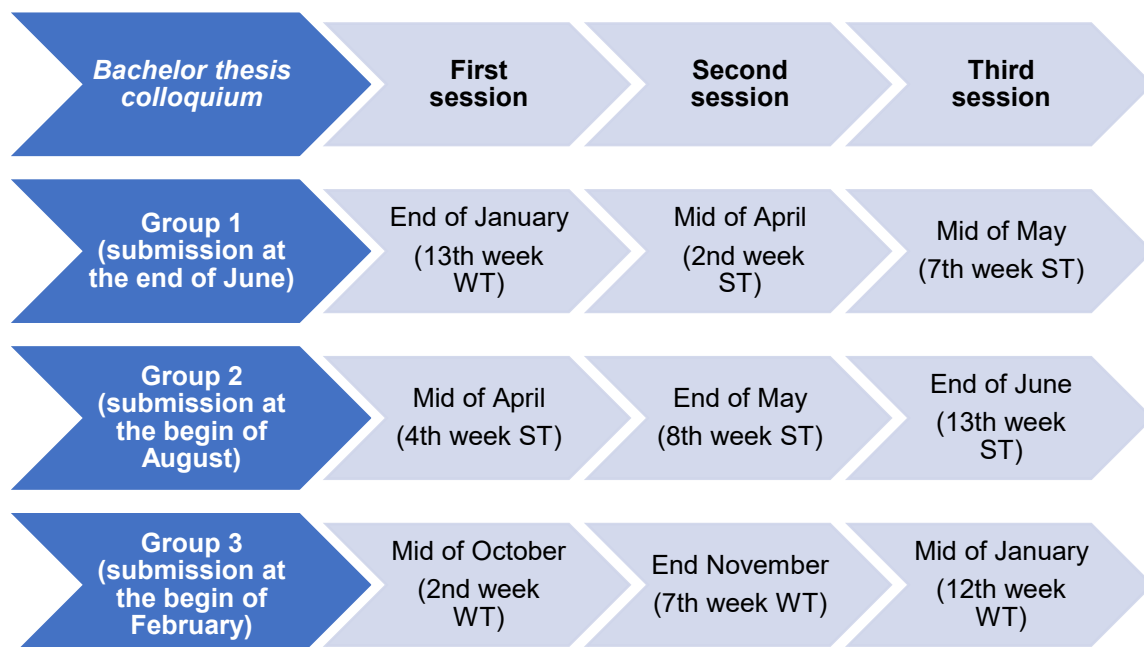 Bachelor thesis
colloquium
First
session
Second
session
Third
session
Group 1
(submission at
the end of June)
End of January
(13th week
WT)
Mid of April
(2nd week
ST)
Mid of May
(7th week ST)
Group 2
(submission at
the begin of
August)
Mid of April
(4th week ST)
End of May
(8th week ST)
End of June
(13th week
ST)
Group 3
(submission at
the begin of
February)
Mid of October
(2nd week
WT)
End November
(7th week WT)
Mid of January
(12th week
WT)